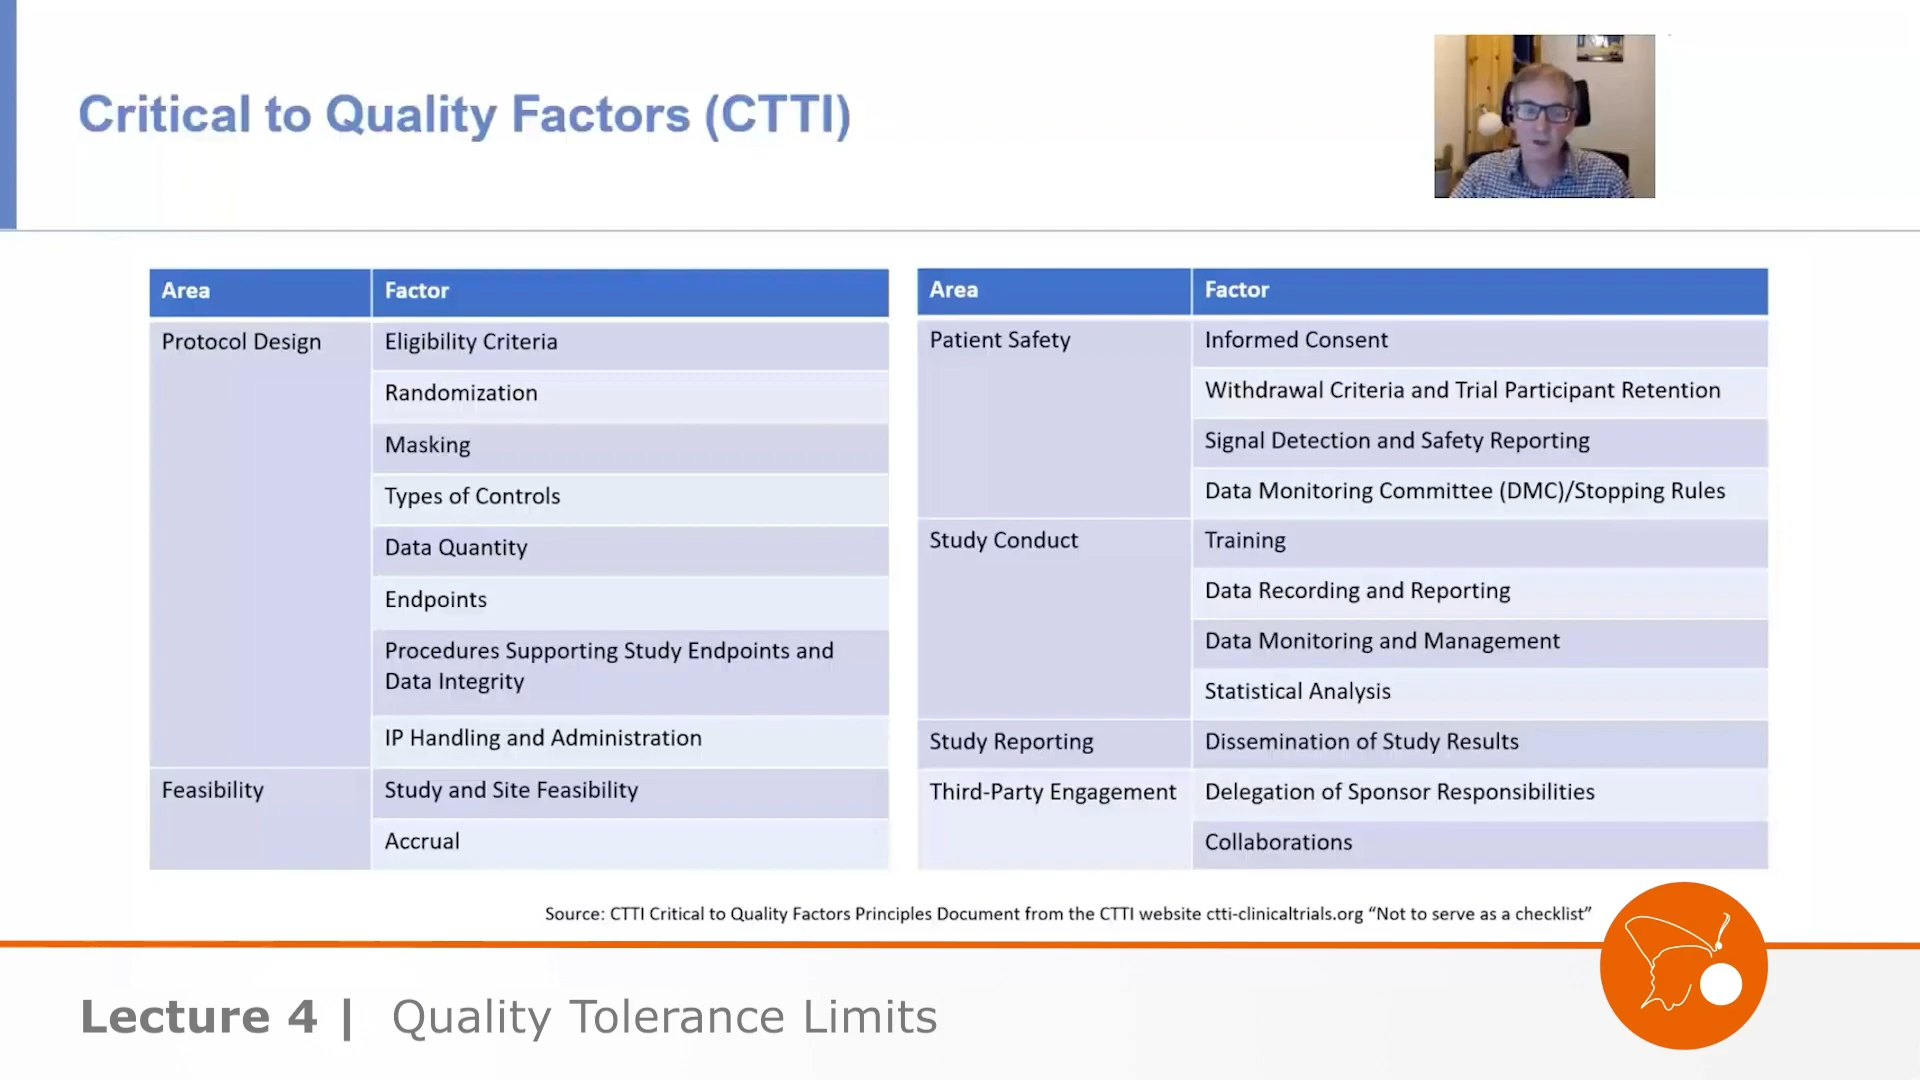 Critical to Quality Factors (CTTI)
Area Factor
Protocol Design Eligibility Criteria
Randomization
Masking
Types of Controls
Data Quantity
Endpoints
Procedures Supporting Study Endpoints and
Data Integrity
IP Handling and Administration
Feasibility Study and Site Feasibility
Accrual
Area Factor
Patient Safety Informed Consent
Withdrawal Criteria and Trial Participant Retention
Signal Detection and Safety Reporting
Data Monitoring Committee (DMC)/Stopping Rules
Study Conduct Training
Data Recording and Reporting
Data Monitoring and Management
Statistical Analysis
Study Reporting Dissemination of Study Results
Third-Party Engagement Delegation of Sponsor Responsibilities
Collaborations
Source: CTTI Critical to Quality Factors Principles Document from the CTTI website ctti-clinicaltrials.org “Not to serve as a checklist”
Lecture 4 | Quality Tolerance Limits